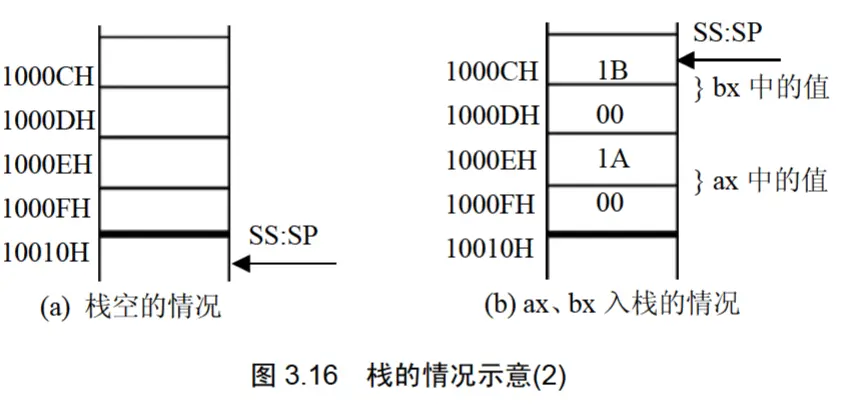 1000CH
1000DH
1000EH
1000FH
10010H
SS:SP
(a) 栈空的情况
SS:SP
1000CH 1B
} bx 中的值
1000DH 00
1000EH 1A
} ax 中的值
1000FH 00
10010H
(b) ax、bx 入栈的情况
图 3.16 栈的情况示意(2)